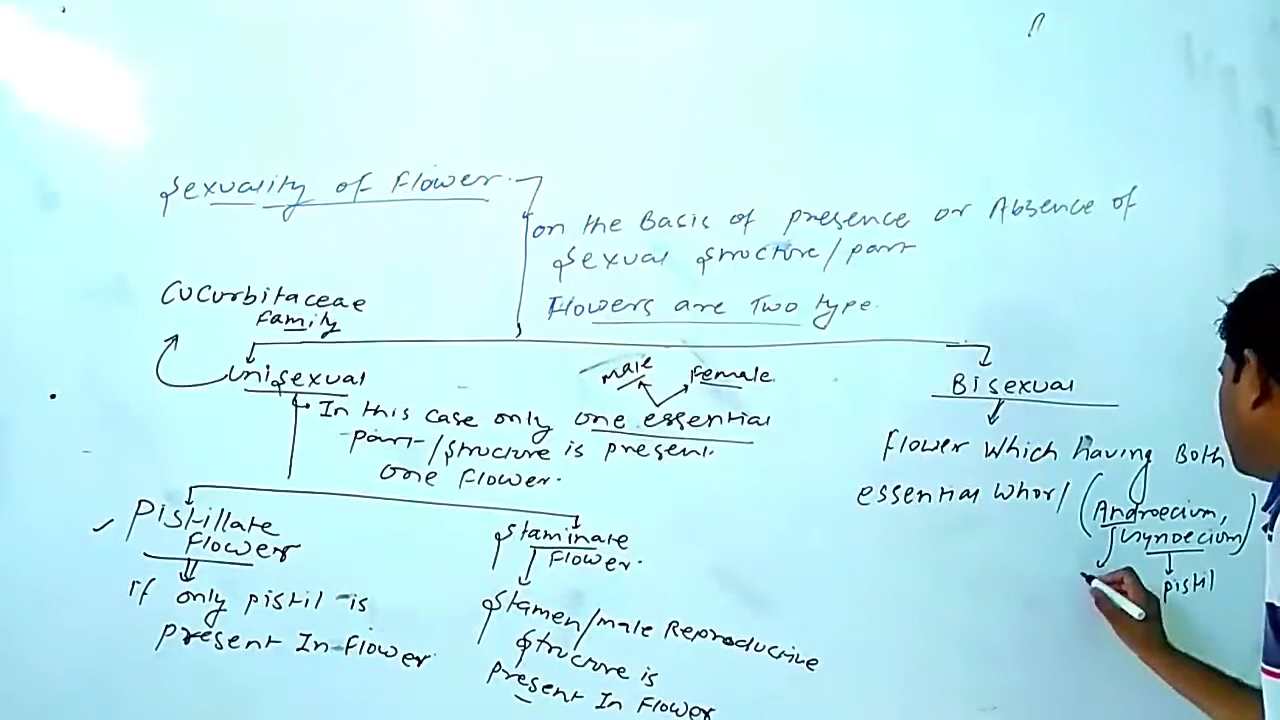 Sexuality of Flower
on the Basis of presence or Absence of
Sexual Structure/part
Flowers are Two type.
Cucurbitaceae
family
Unisexual
In this case only one essential
part/structure is present
one flower.
male
Female
Bisexual
Flower Which having Both
essential Whorl (Androecium,
Gynoecium)
pistil
Pistillate
Flower
if only pistil is
present In Flower
Staminate
Flower.
Stamen/male Reproductive
Structure is
present In Flower